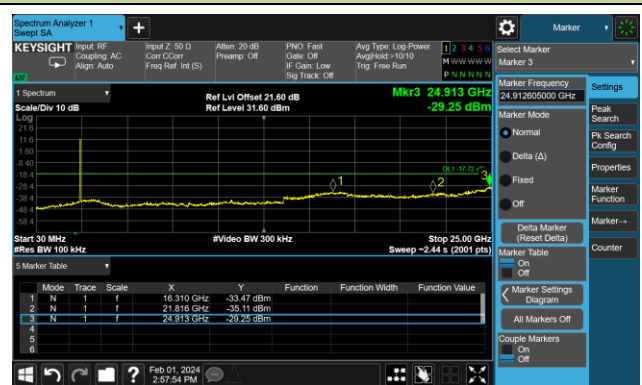 Spectrum Analyzer 1
Swept SA
+
Marker
KEYSIGHT
Input: RF
Coupling: AC
Align: Auto
Input Z: 50 Ω
Corr CCorr
Freq Ref: Int (S)
Atten: 20 dB
Preamp: Off
PNO: Fast
Gate: Off
IF Gain: Low
Sig Track: Off
Avg Type: Log-Power
Avg|Hold:>10/10
Trig: Free Run
1 2 3 4 5 6
M W W W W W
P N N N N N
LXI
1 Spectrum
Scale/Div 10 dB
Log
Ref Lvl Offset 21.60 dB
Ref Level 31.60 dBm
Mkr3 24.913 GHz
-29.25 dBm
21.6
11.6
1.60
-8.40
-18.4
-28.4
-38.4
-48.4
-58.4
DL1 -17.72
1
2
3
Start 30 MHz
#Res BW 100 kHz
#Video BW 300 kHz
Stop 25.00 GHz
Sweep ~2.44 s (2001 pts)
5 Marker Table
Mode Trace Scale X Y Function Function Width Function Value
1 N 1 f 16.310 GHz -33.47 dBm
2 N 1 f 21.816 GHz -35.11 dBm
3 N 1 f 24.913 GHz -29.25 dBm
4
5
6
Select Marker
Marker 3
Marker Frequency
24.912605000 GHz
Marker Mode
Normal
Delta (Δ)
Fixed
Off
Delta Marker
(Reset Delta)
Marker Table
On
Off
Marker Settings
Diagram
All Markers Off
Couple Markers
On
Off
Settings
Peak
Search
Pk Search
Config
Properties
Marker
Function
Marker→
Counter
?
Feb 01, 2024
2:57:54 PM